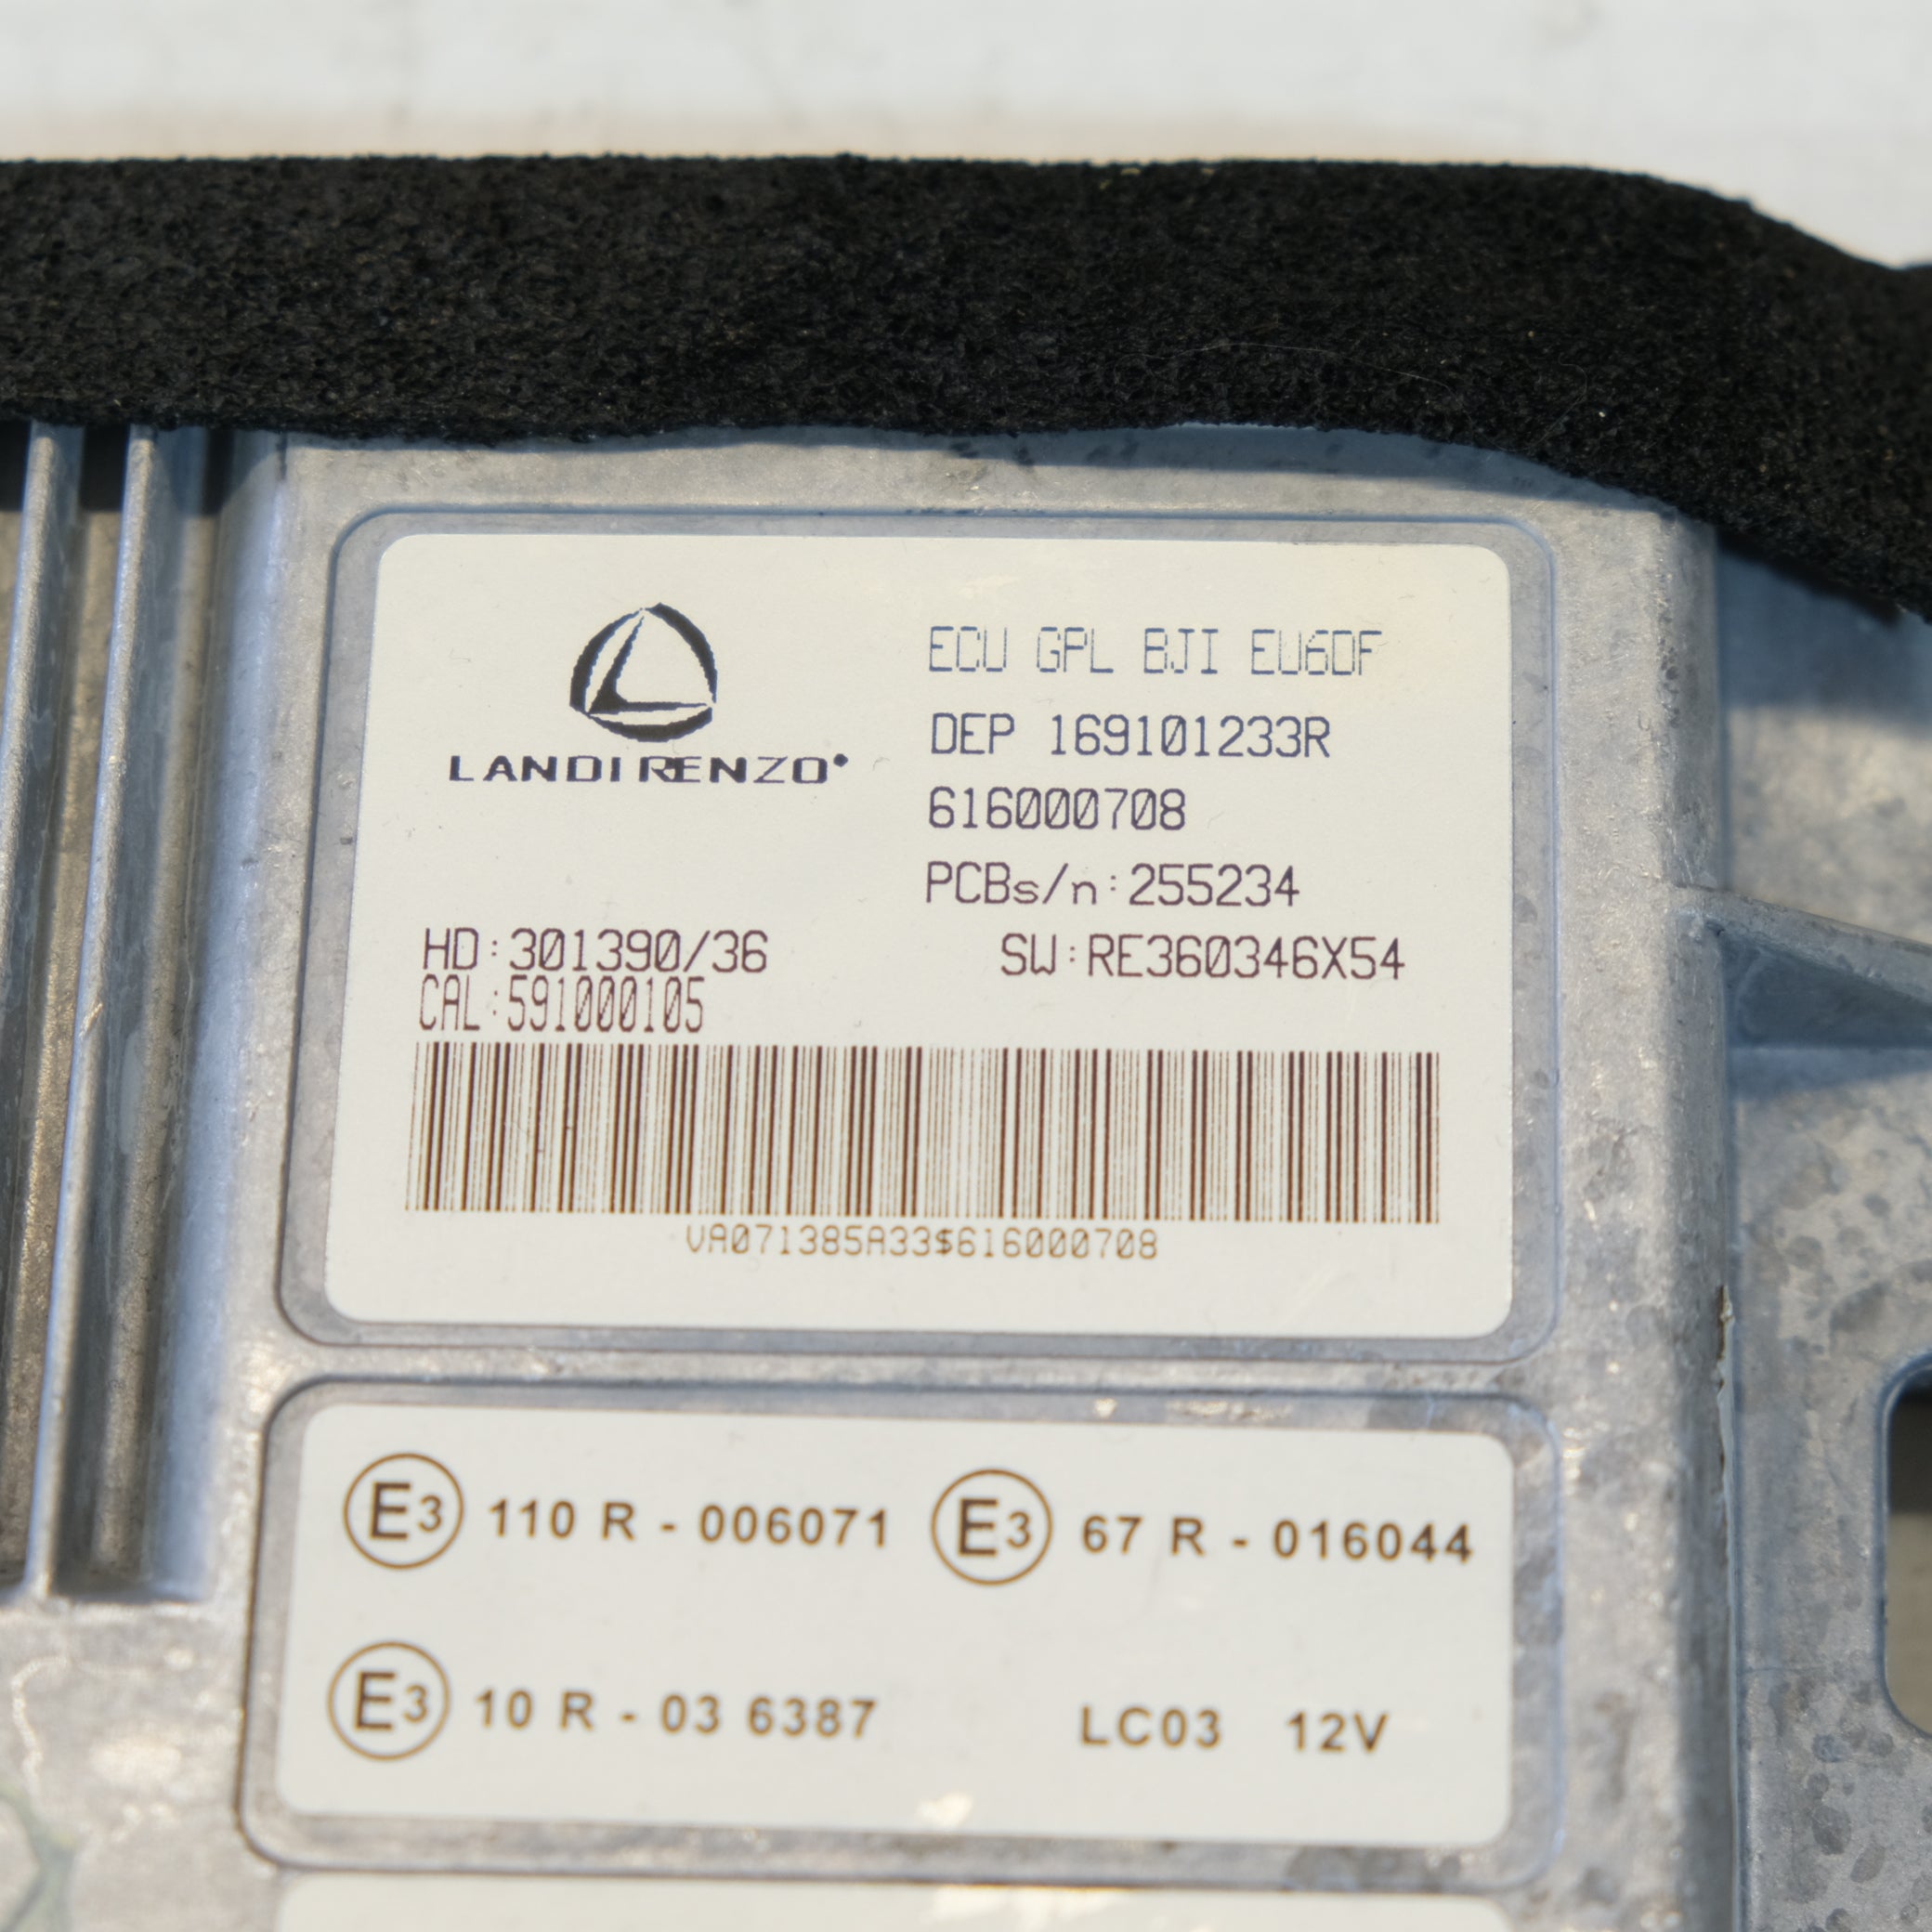 LANDIRENZO
ECU GPL BJI EU6DF
DEP 169101233R
616000708
PCBs/n:255234
HD:301390/36 SW:RE360346X54
CAL:591000105
VA071385A33$616000708
E3 110 R - 006071 E3 67 R - 016044
E3 10 R - 03 6387 LC03 12V